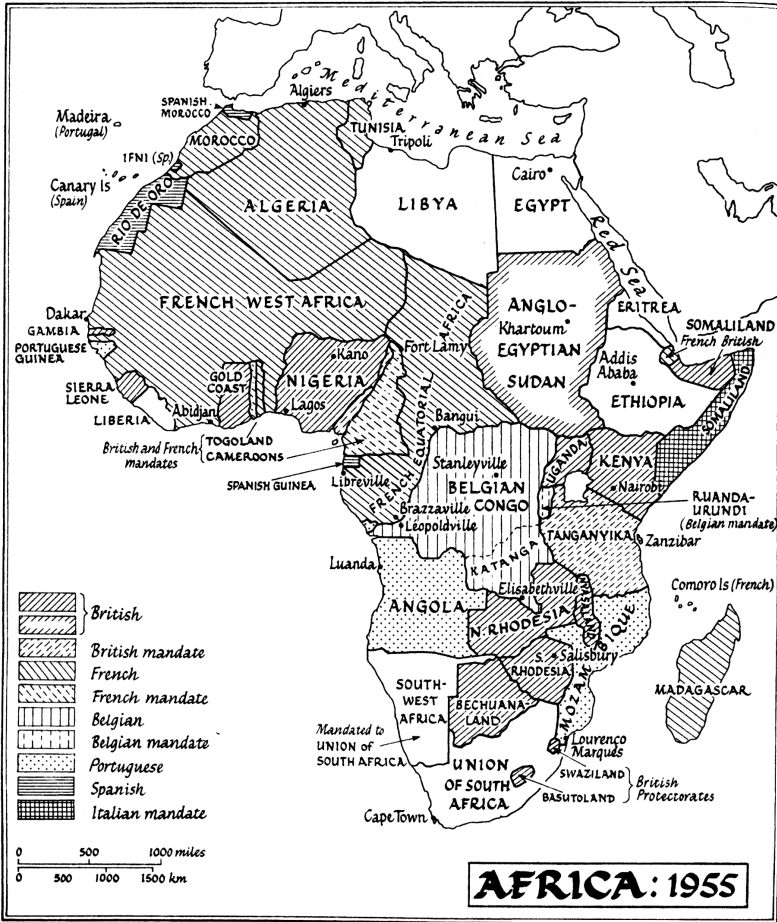 Mediterranean Sea
Algiers
SPANISH MOROCCO
Madeira
(Portugal)
TUNISIA
MOROCCO
Tripoli
IFNI (Sp.)
Cairo
Canary Is
(Spain)
RIO DE ORO
ALGERIA
LIBYA
EGYPT
Red Sea
FRENCH WEST AFRICA
ANGLO-
EGYPTIAN
SUDAN
Khartoum
ERITREA
Dakar
GAMBIA
PORTUGUESE
GUINEA
SOMALILAND
French British
Kano
Fort Lamy
FRENCH EQUATORIAL AFRICA
GOLD
COAST
NIGERIA
Addis
Ababa
SIERRA
LEONE
ETHIOPIA
SOMALILAND
LIBERIA
Abidjan
Lagos
Bangui
British and French
mandates
TOGOLAND
CAMEROONS
Stanleyville
UGANDA
KENYA
SPANISH GUINEA
Libreville
BELGIAN
CONGO
Nairobi
RUANDA-
URUNDI
(Belgian mandate)
Brazzaville
Léopoldville
TANGANYIKA
Zanzibar
KATANGA
Luanda
Elisabethville
Comoro Is (French)
ANGOLA
N. RHODESIA
NYASALAND
MOZAMBIQUE
S.
RHODESIA
Salisbury
MADAGASCAR
SOUTH-
WEST
AFRICA
BECHUANA-
LAND
Mandated to
UNION of
SOUTH AFRICA
Lourenço
Marques
UNION
OF SOUTH
AFRICA
SWAZILAND
BASUTOLAND
British
Protectorates
Cape Town
British
British mandate
French
French mandate
Belgian
Belgian mandate
Portuguese
Spanish
Italian mandate
0 500 1000 miles
0 500 1000 1500 km
AFRICA: 1955